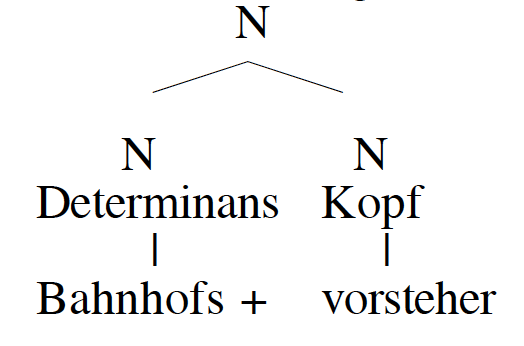 N
N N
Determinans Kopf
Bahnhofs + vorsteher